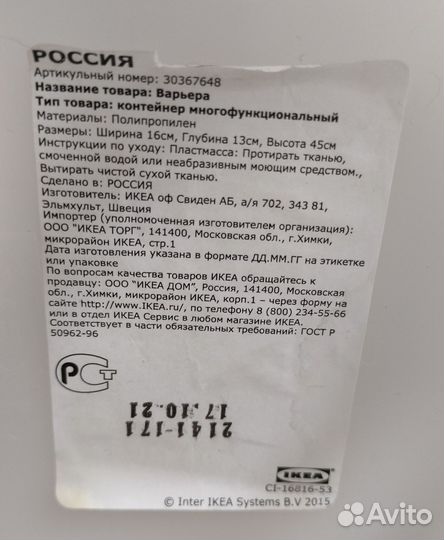 РОССИЯ
Артикульный номер: 30367648
Название товара: Варьера
Тип товара: контейнер многофункциональный
Материалы: Полипропилен
Размеры: Ширина 16см, Глубина 13см, Высота 45см
Инструкции по уходу: Пластмасса: Протирать тканью,
смоченной водой или неабразивным моющим средством.,
Вытирать чистой сухой тканью.
Сделано в: РОССИЯ
Изготовитель: ИКЕА оф Свиден АБ, а/я 702, 343 81,
Эльмхульт, Швеция
Импортер (уполномоченная изготовителем организация):
ООО "ИКЕА ТОРГ", 141400, Московская обл., г.Химки,
микрорайон ИКЕА, стр.1
Дата изготовления указана в формате ДД.ММ.ГГ на этикетке
или упаковке
По вопросам качества товаров ИКЕА обращайтесь к
продавцу: ООО "ИКЕА ДОМ", Россия, 141400, Московская
обл., г.Химки, микрорайон ИКЕА, корп.1 – через форму на
сайте http://www.IKEA.ru/, по телефону 8 (800) 234-55-66
или в отдел ИКЕА Сервис в любом магазине ИКЕА.
Соответствует в части обязательных требований: ГОСТ Р
50962-96
РСТ
2141-171
17.10.21
IKEA
CI-16816-53
© Inter IKEA Systems B.V 2015
Avito